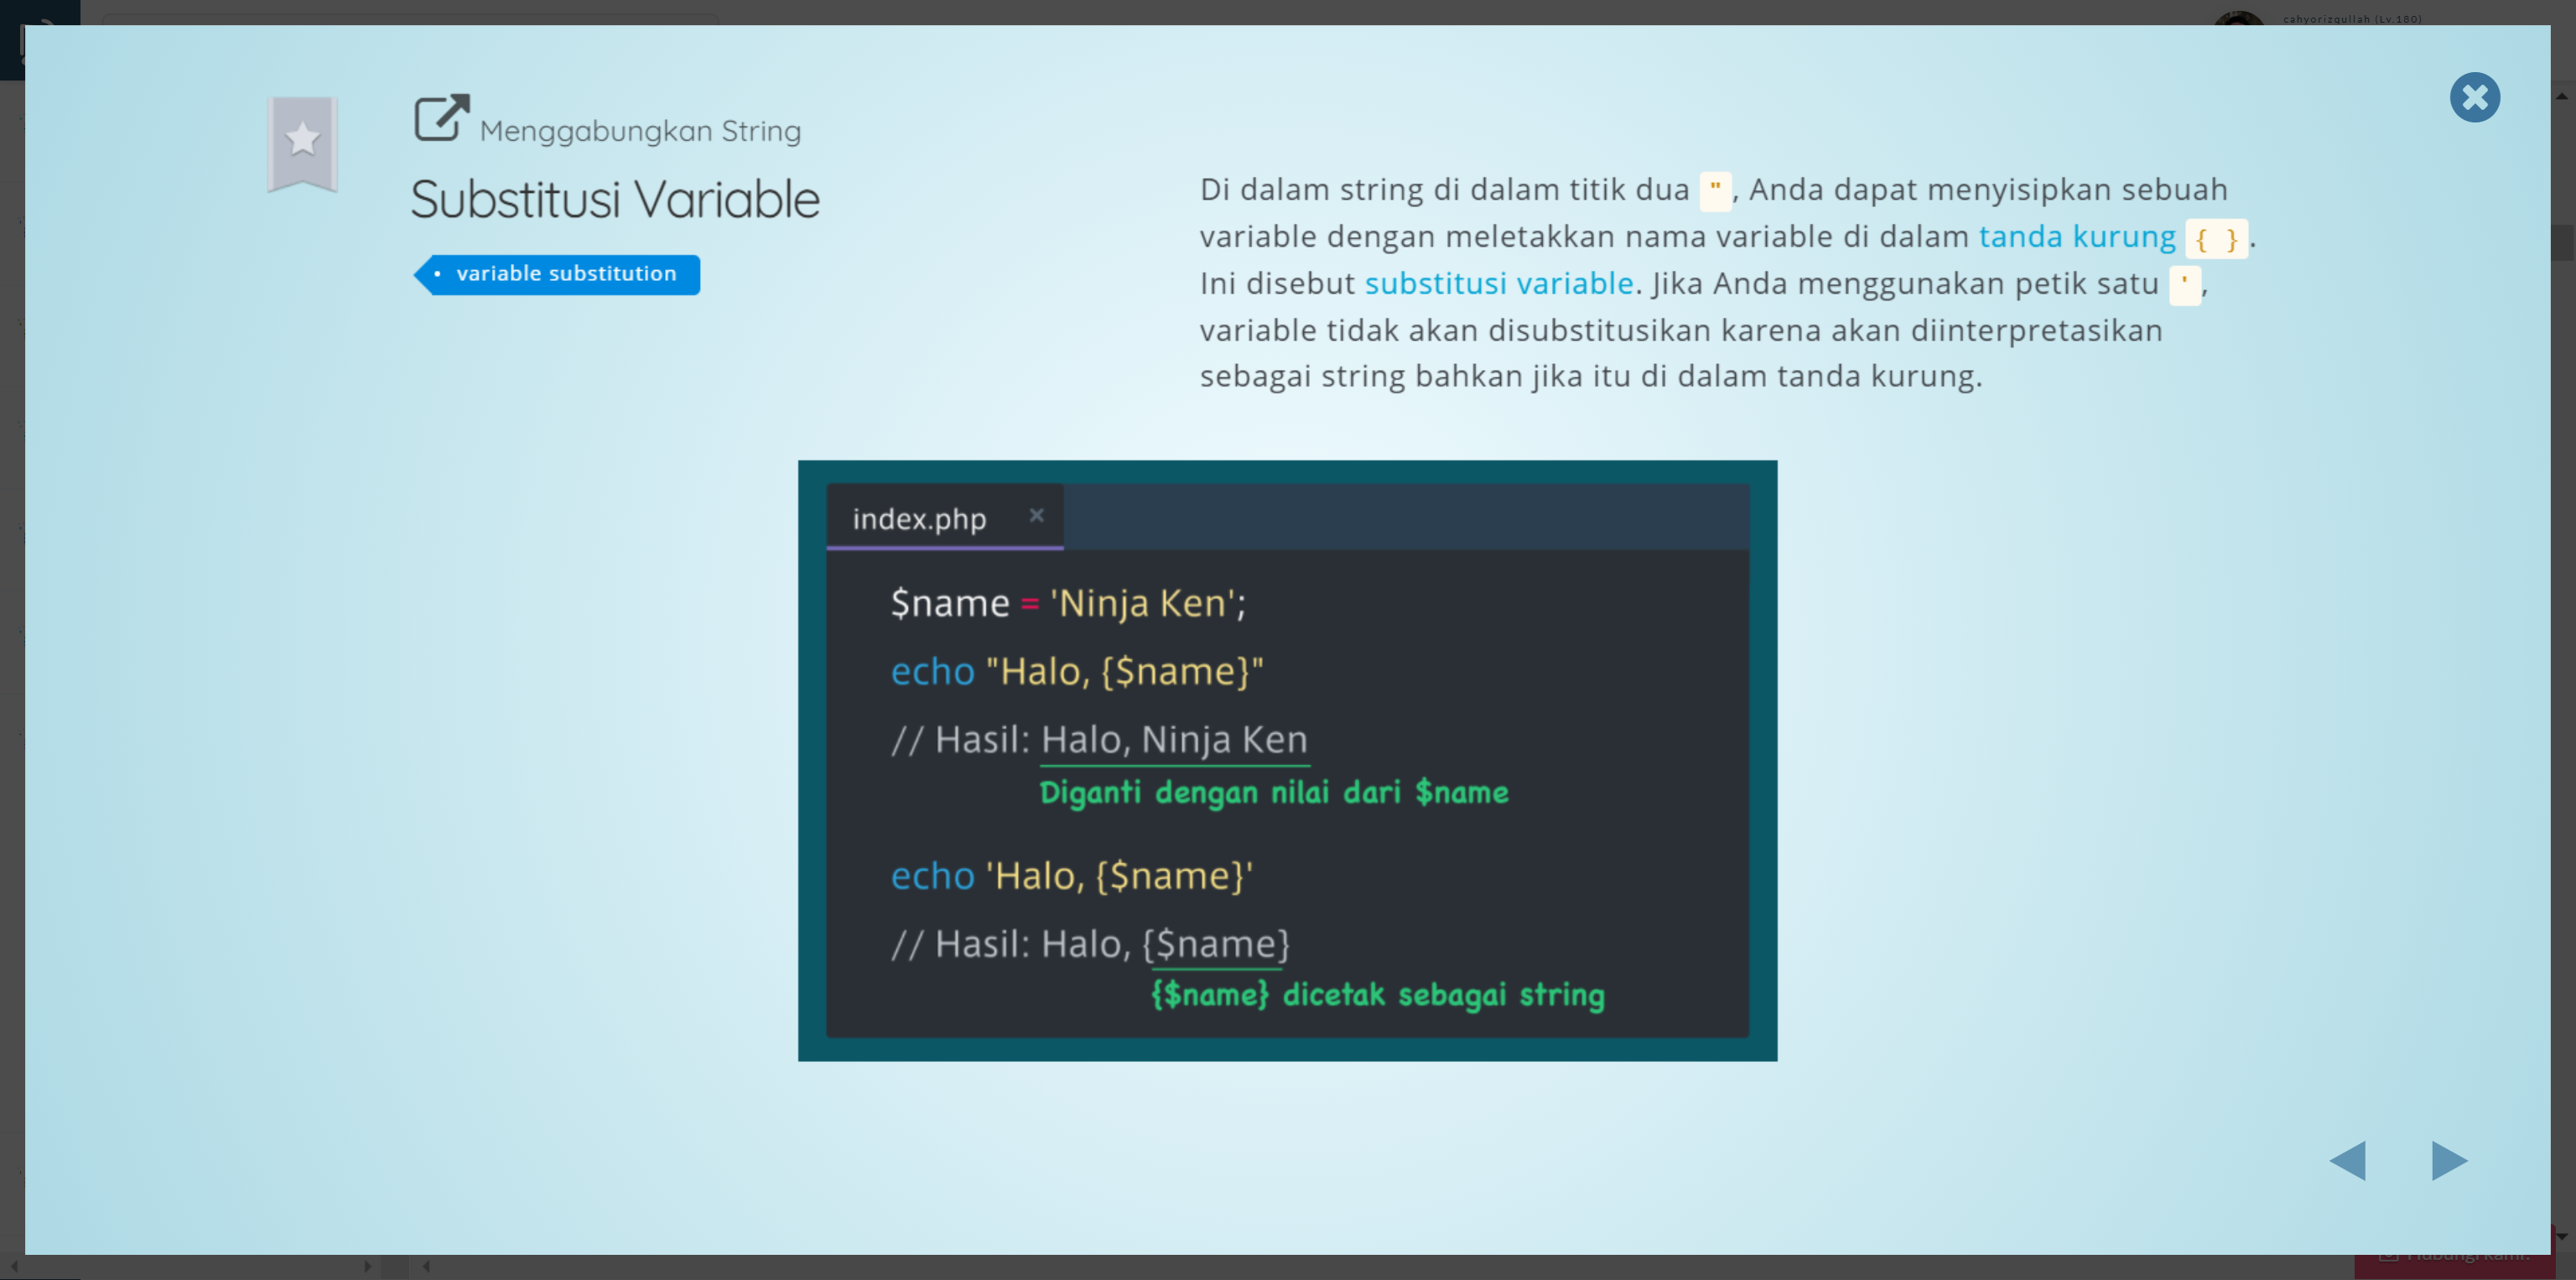 cahyorizqullah (Lv.180)
Menggabungkan String
Substitusi Variable
• variable substitution
Di dalam string di dalam titik dua ", Anda dapat menyisipkan sebuah
variable dengan meletakkan nama variable di dalam tanda kurung { }.
Ini disebut substitusi variable. Jika Anda menggunakan petik satu ',
variable tidak akan disubstitusikan karena akan diinterpretasikan
sebagai string bahkan jika itu di dalam tanda kurung.
index.php ×
$name = 'Ninja Ken';
echo "Halo, {$name}"
// Hasil: Halo, Ninja Ken
Diganti dengan nilai dari $name
echo 'Halo, {$name}'
// Hasil: Halo, {$name}
{$name} dicetak sebagai string